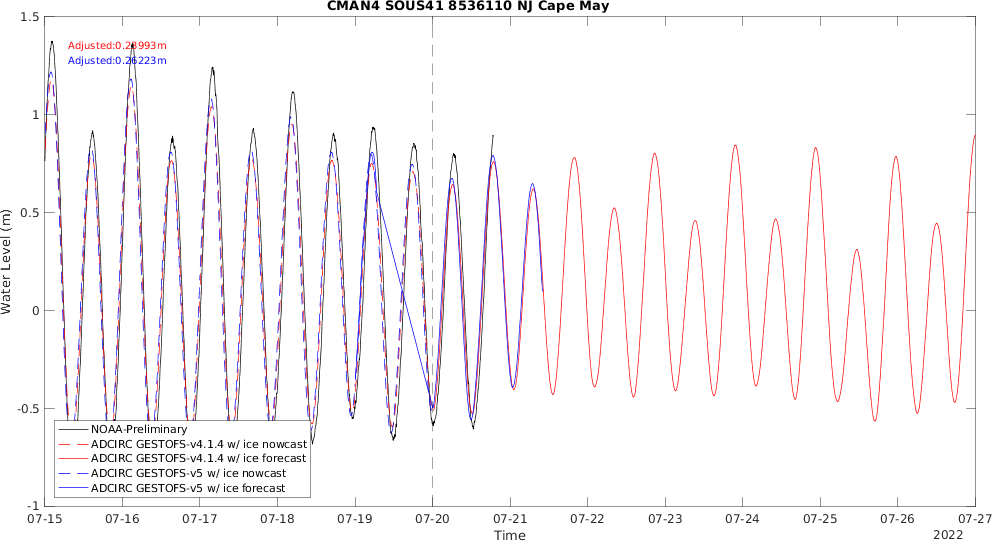 CMAN4 SOUS41 8536110 NJ Cape May
Adjusted:0.23993m
Adjusted:0.26223m
Water Level (m)
1.5
1
0.5
0
-0.5
-1
NOAA-Preliminary
ADCIRC GESTOFS-v4.1.4 w/ ice nowcast
ADCIRC GESTOFS-v4.1.4 w/ ice forecast
ADCIRC GESTOFS-v5 w/ ice nowcast
ADCIRC GESTOFS-v5 w/ ice forecast
07-15 07-16 07-17 07-18 07-19 07-20 07-21 07-22 07-23 07-24 07-25 07-26 07-27
Time
2022